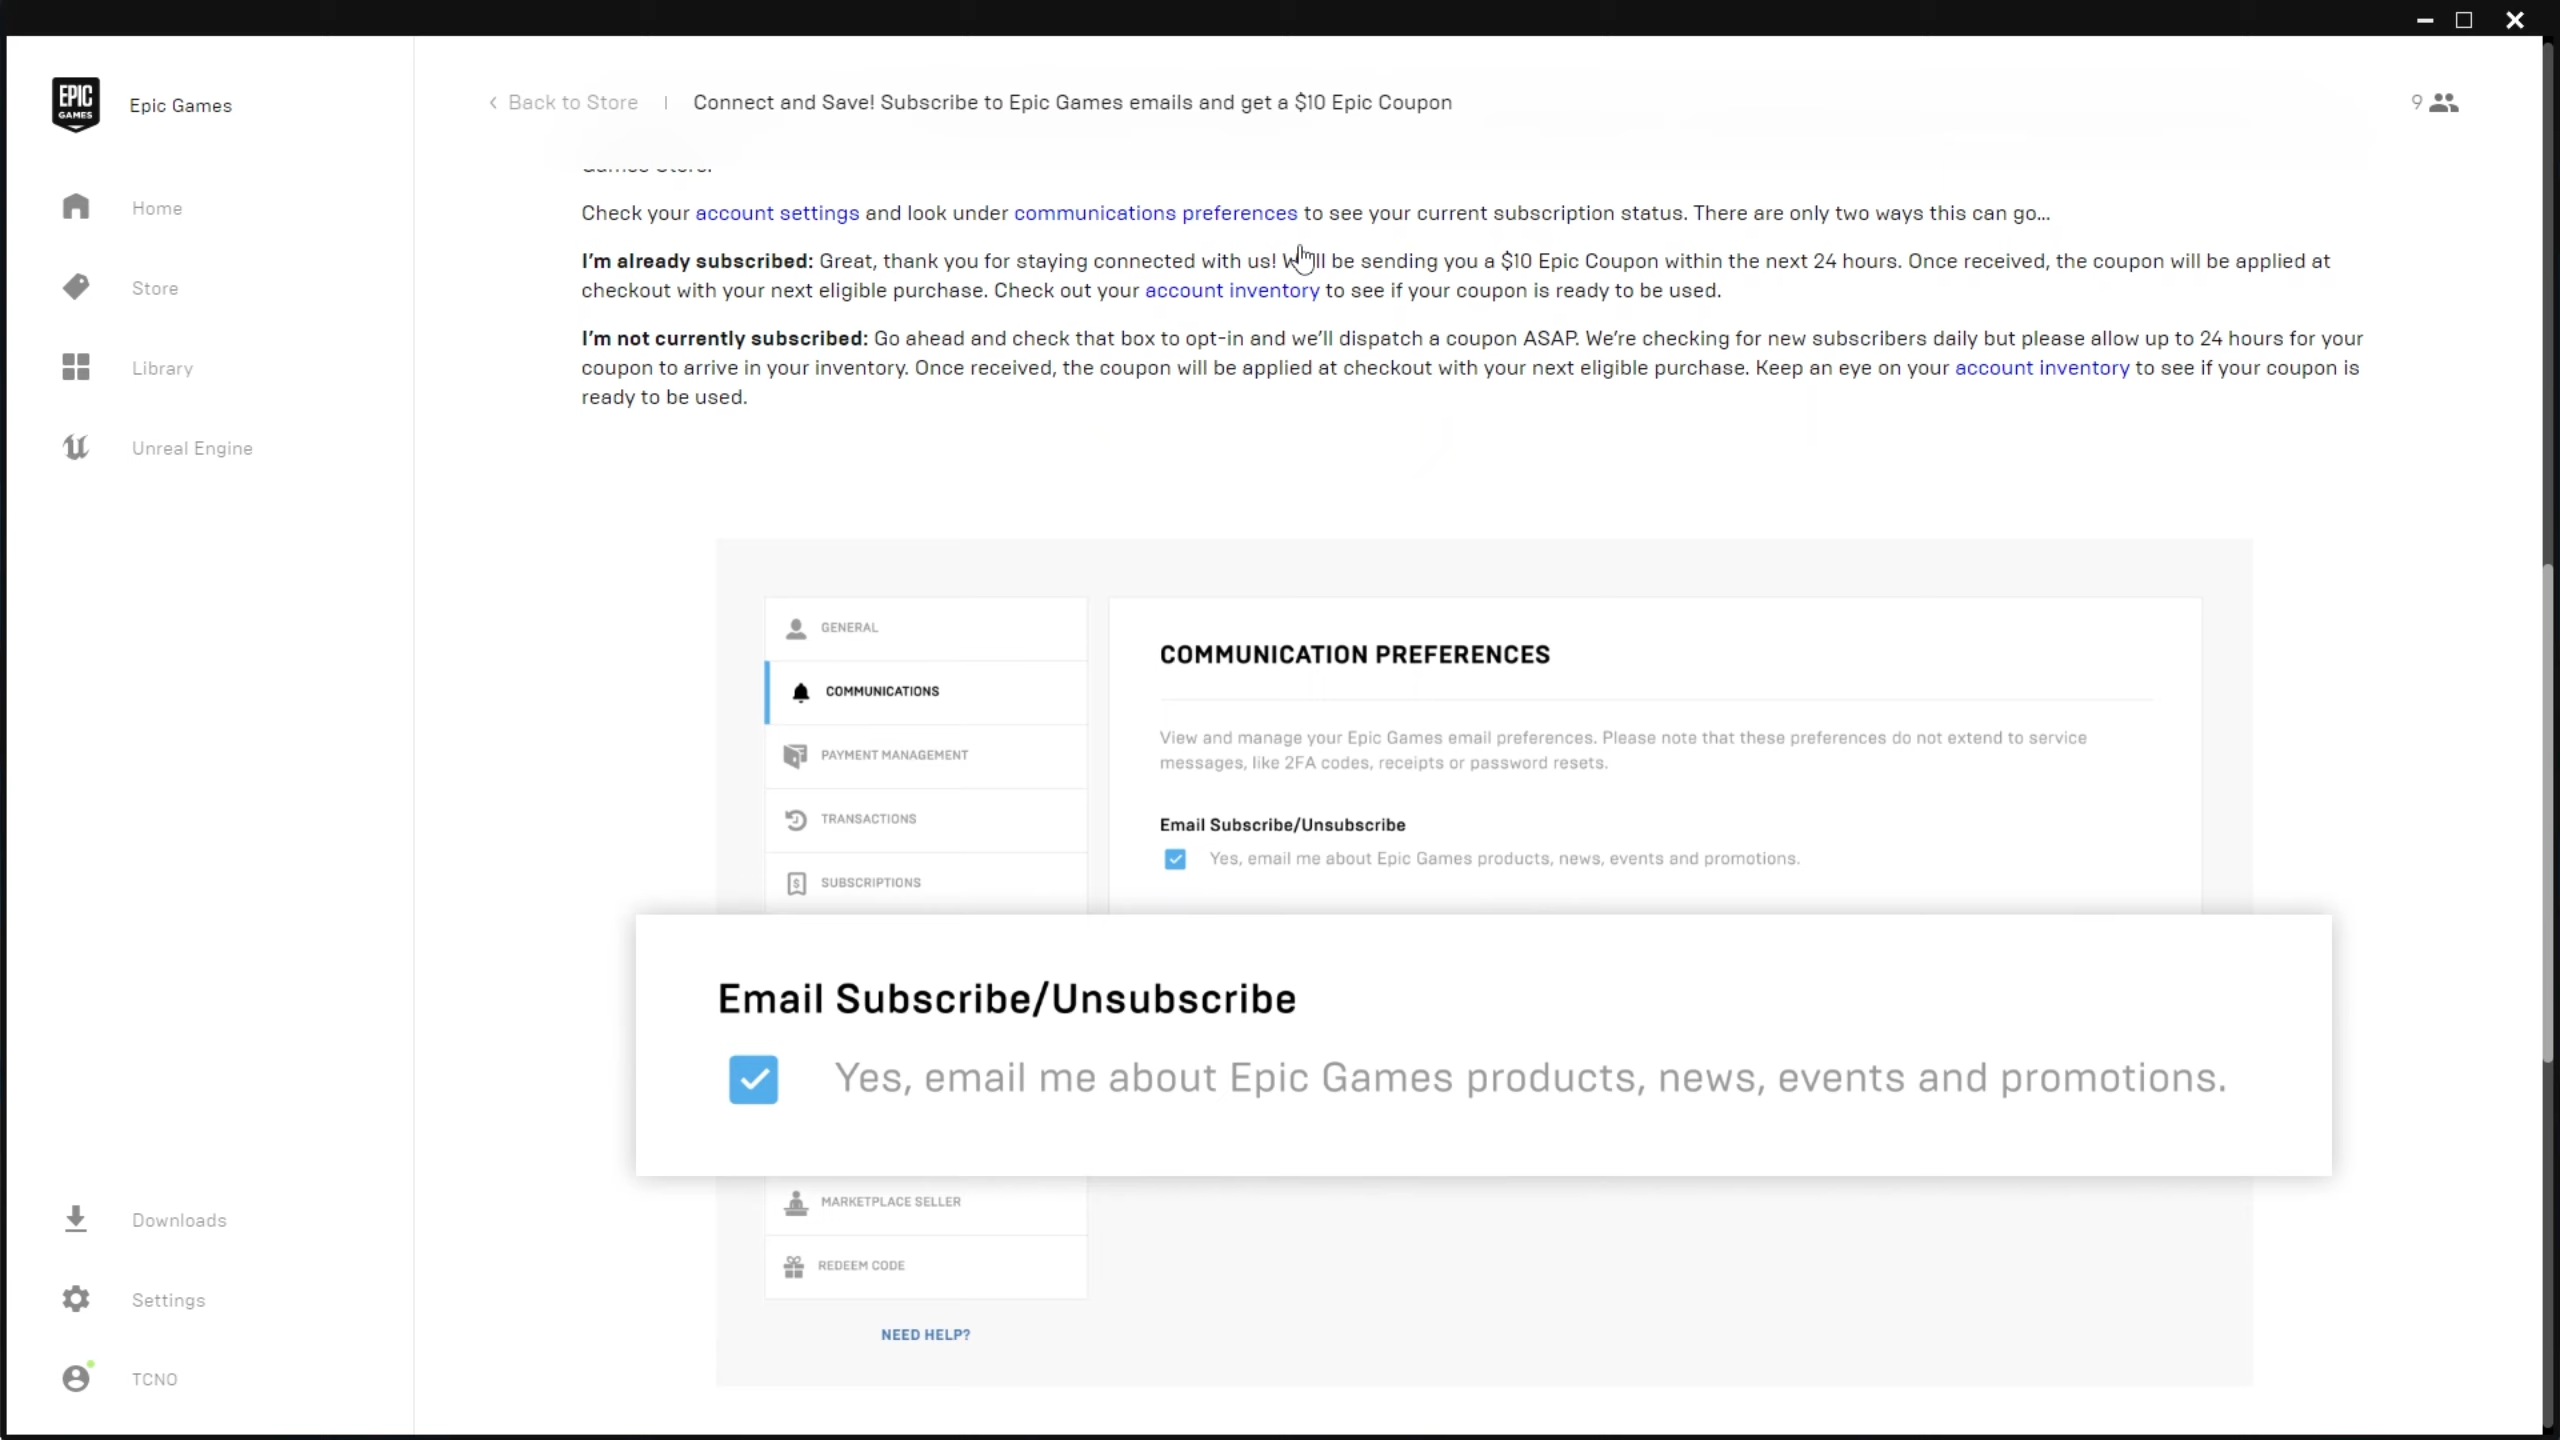 EPIC GAMES
Epic Games
Home
Store
Library
Unreal Engine
Downloads
Settings
TCNO
Back to Store | Connect and Save! Subscribe to Epic Games emails and get a $10 Epic Coupon
9
Check your account settings and look under communications preferences to see your current subscription status. There are only two ways this can go...
I'm already subscribed: Great, thank you for staying connected with us! We'll be sending you a $10 Epic Coupon within the next 24 hours. Once received, the coupon will be applied at
checkout with your next eligible purchase. Check out your account inventory to see if your coupon is ready to be used.
I'm not currently subscribed: Go ahead and check that box to opt-in and we'll dispatch a coupon ASAP. We're checking for new subscribers daily but please allow up to 24 hours for your
coupon to arrive in your inventory. Once received, the coupon will be applied at checkout with your next eligible purchase. Keep an eye on your account inventory to see if your coupon is
ready to be used.
GENERAL
COMMUNICATIONS
PAYMENT MANAGEMENT
TRANSACTIONS
SUBSCRIPTIONS
COMMUNICATION PREFERENCES
View and manage your Epic Games email preferences. Please note that these preferences do not extend to service
messages, like 2FA codes, receipts or password resets.
Email Subscribe/Unsubscribe
Yes, email me about Epic Games products, news, events and promotions.
Email Subscribe/Unsubscribe
Yes, email me about Epic Games products, news, events and promotions.
MARKETPLACE SELLER
REDEEM CODE
NEED HELP?